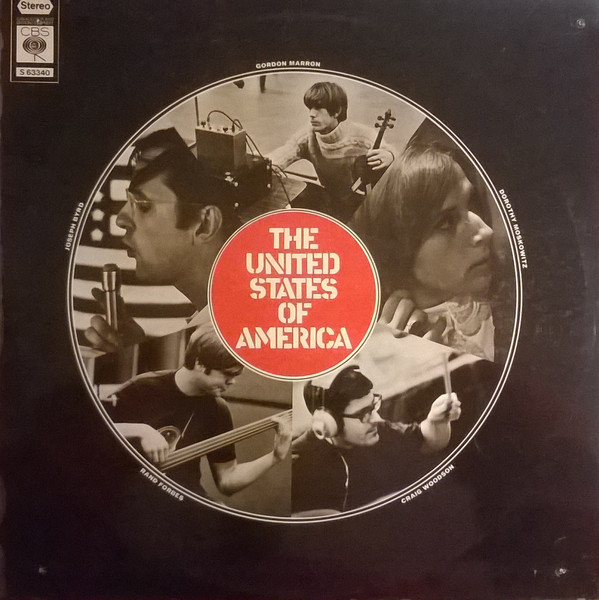 Stereo
CBS
S 63340
GORDON MARRON
JOSEPH BYRD
DOROTHY MOSKOWITZ
THE
UNITED
STATES
OF
AMERICA
RAND FORBES
CRAIG WOODSON